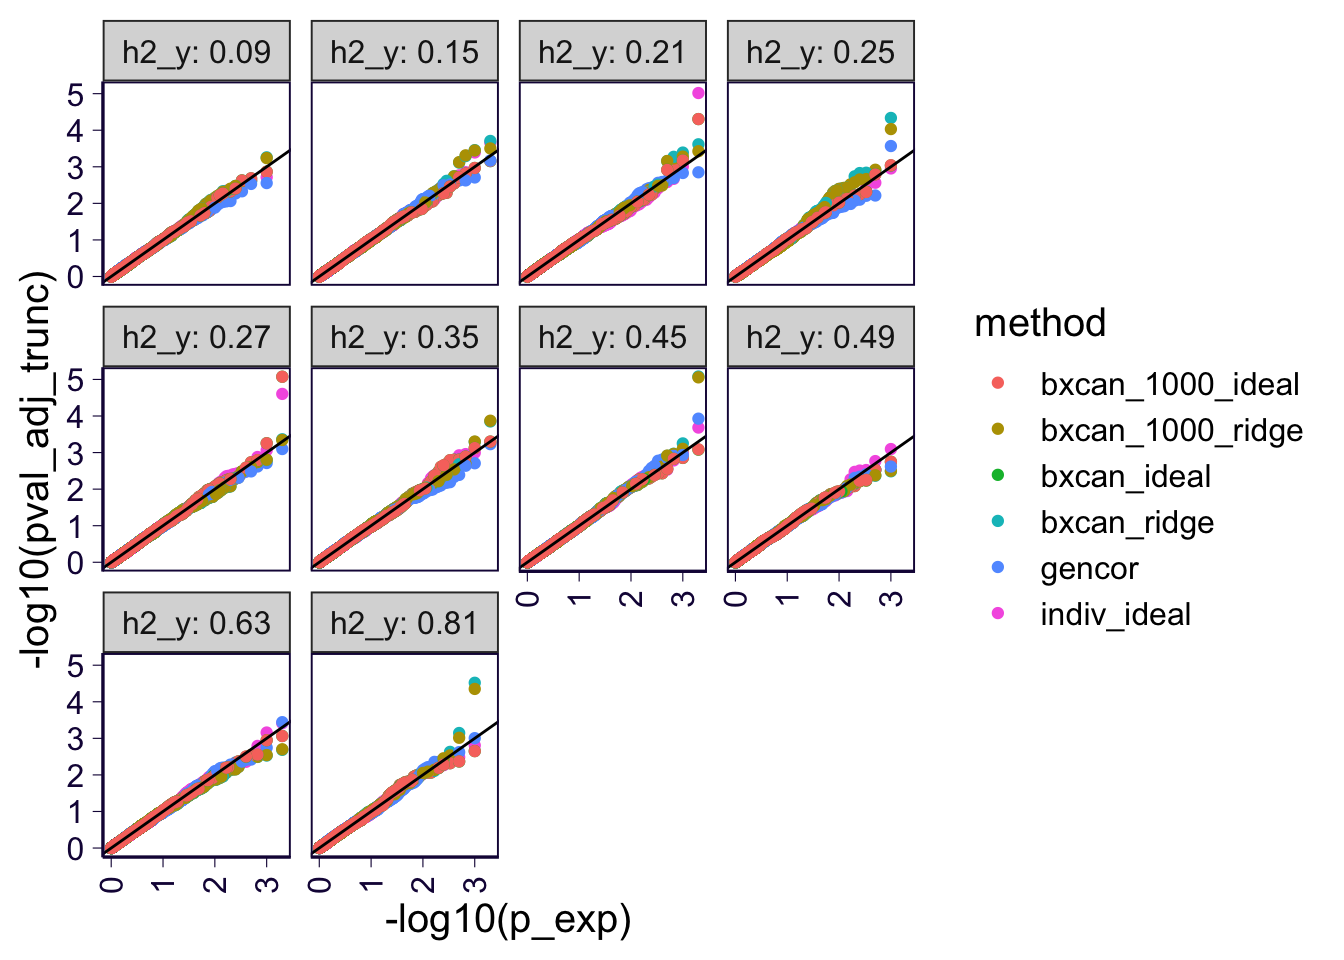 h2_y: 0.09
h2_y: 0.15
h2_y: 0.21
h2_y: 0.25
5
4
3
2
1
0
h2_y: 0.27
h2_y: 0.35
h2_y: 0.45
h2_y: 0.49
5
4
3
2
1
0
0 1 2 3
0 1 2 3
h2_y: 0.63
h2_y: 0.81
5
4
3
2
1
0
0 1 2 3
0 1 2 3
-log10(p_exp)
-log10(pval_adj_trunc)
method
bxcan_1000_ideal
bxcan_1000_ridge
bxcan_ideal
bxcan_ridge
gencor
indiv_ideal